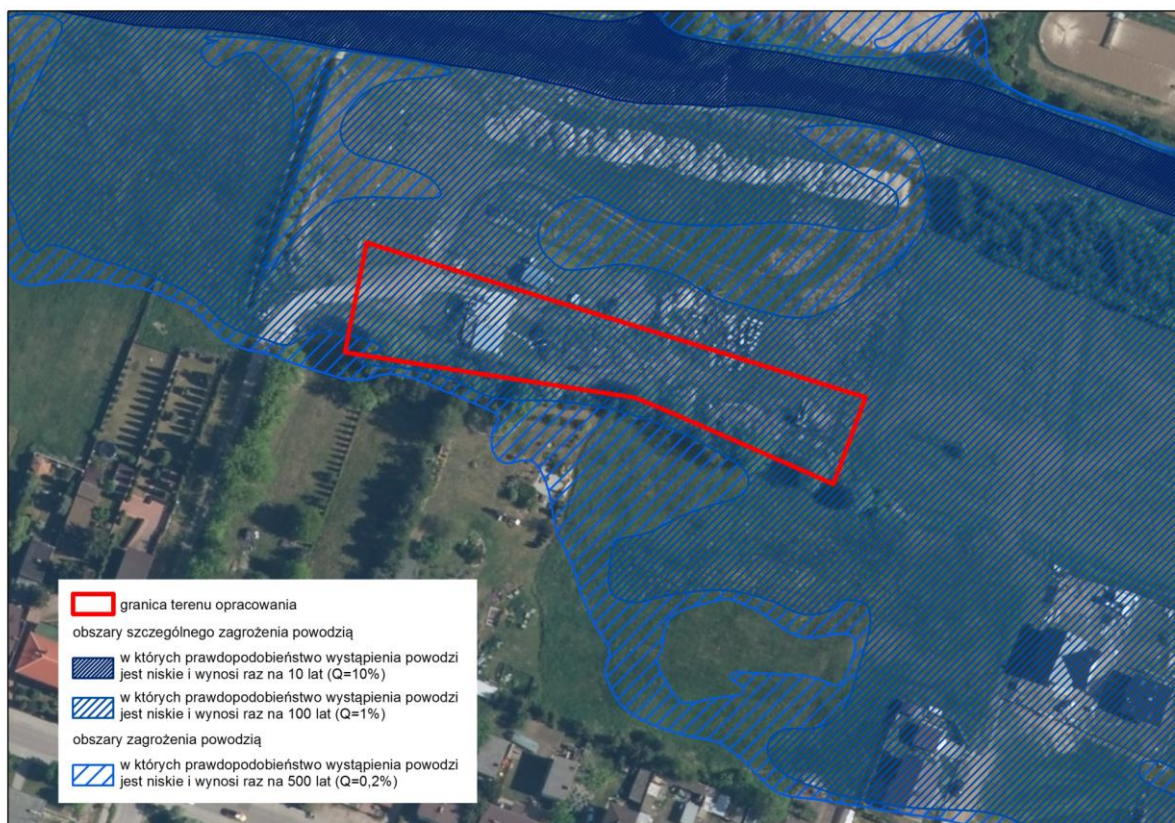 granica terenu opracowania
obszary szczególnego zagrożenia powodzią
w których prawdopodobieństwo wystąpienia powodzi
jest niskie i wynosi raz na 10 lat (Q=10%)
w których prawdopodobieństwo wystąpienia powodzi
jest niskie i wynosi raz na 100 lat (Q=1%)
obszary zagrożenia powodzią
w których prawdopodobieństwo wystąpienia powodzi
jest niskie i wynosi raz na 500 lat (Q=0,2%)